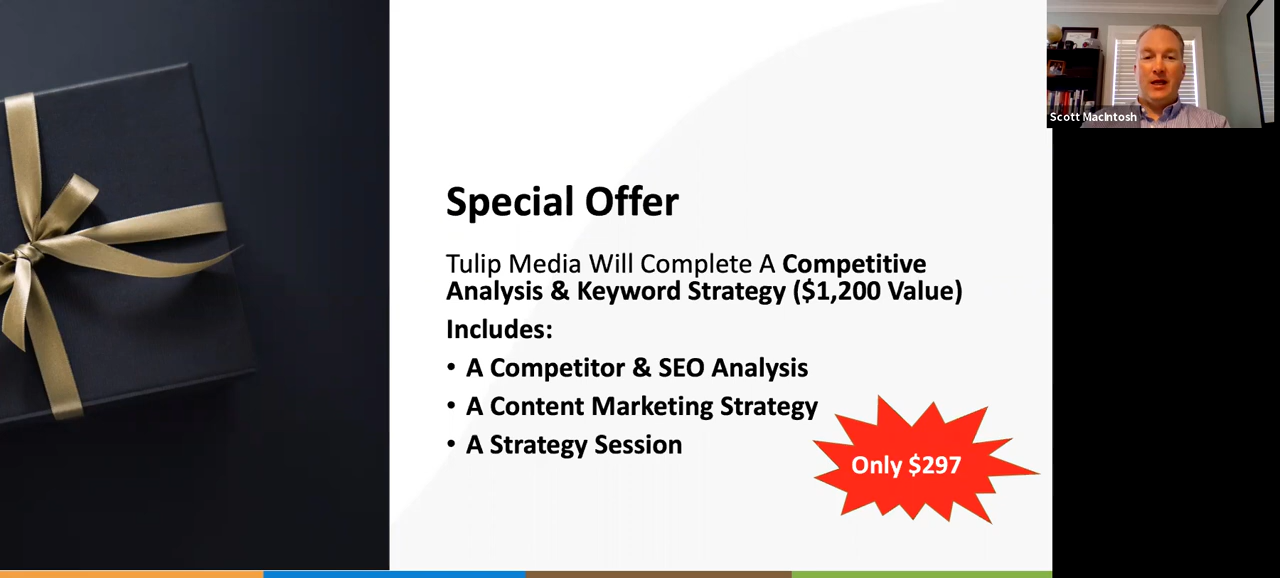 Scott MacIntosh
Special Offer
Tulip Media Will Complete A Competitive
Analysis & Keyword Strategy ($1,200 Value)
Includes:
• A Competitor & SEO Analysis
• A Content Marketing Strategy
• A Strategy Session
Only $297